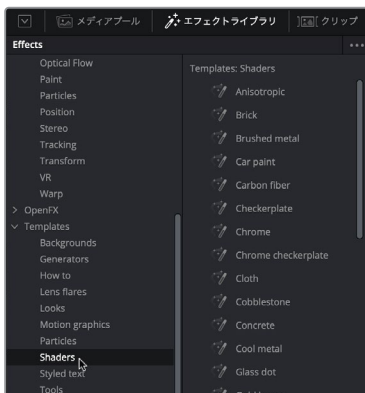 メディアプール
エフェクトライブラリ
クリップ
Effects
Optical Flow
Paint
Particles
Position
Stereo
Tracking
Transform
VR
Warp
OpenFX
Templates
Backgrounds
Generators
How to
Lens flares
Looks
Motion graphics
Particles
Shaders
Styled text
Tools
Templates: Shaders
Anisotropic
Brick
Brushed metal
Car paint
Carbon fiber
Checkerplate
Chrome
Chrome checkerplate
Cloth
Cobblestone
Concrete
Cool metal
Glass dot